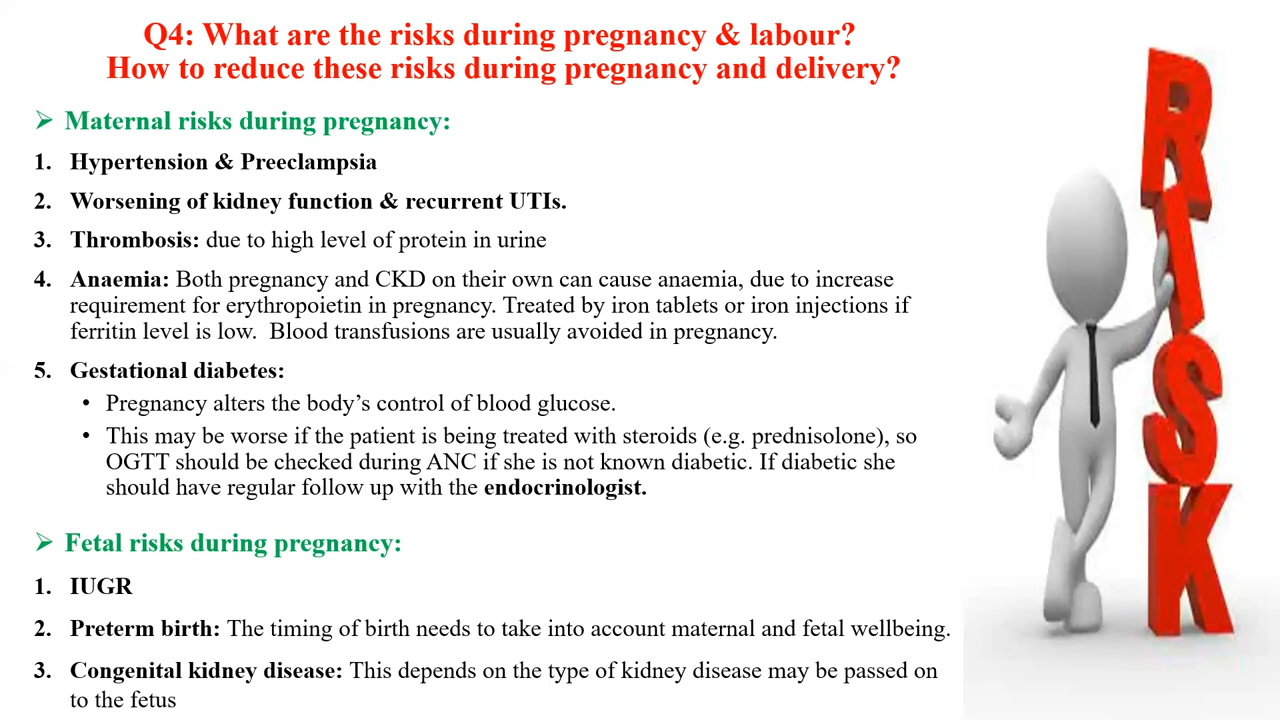 Q4: What are the risks during pregnancy & labour?
How to reduce these risks during pregnancy and delivery?
➢ Maternal risks during pregnancy:
1. Hypertension & Preeclampsia
2. Worsening of kidney function & recurrent UTIs.
3. Thrombosis: due to high level of protein in urine
4. Anaemia: Both pregnancy and CKD on their own can cause anaemia, due to increase
requirement for erythropoietin in pregnancy. Treated by iron tablets or iron injections if
ferritin level is low. Blood transfusions are usually avoided in pregnancy.
5. Gestational diabetes:
• Pregnancy alters the body’s control of blood glucose.
• This may be worse if the patient is being treated with steroids (e.g. prednisolone), so
OGTT should be checked during ANC if she is not known diabetic. If diabetic she
should have regular follow up with the endocrinologist.
➢ Fetal risks during pregnancy:
1. IUGR
2. Preterm birth: The timing of birth needs to take into account maternal and fetal wellbeing.
3. Congenital kidney disease: This depends on the type of kidney disease may be passed on
to the fetus
RISK